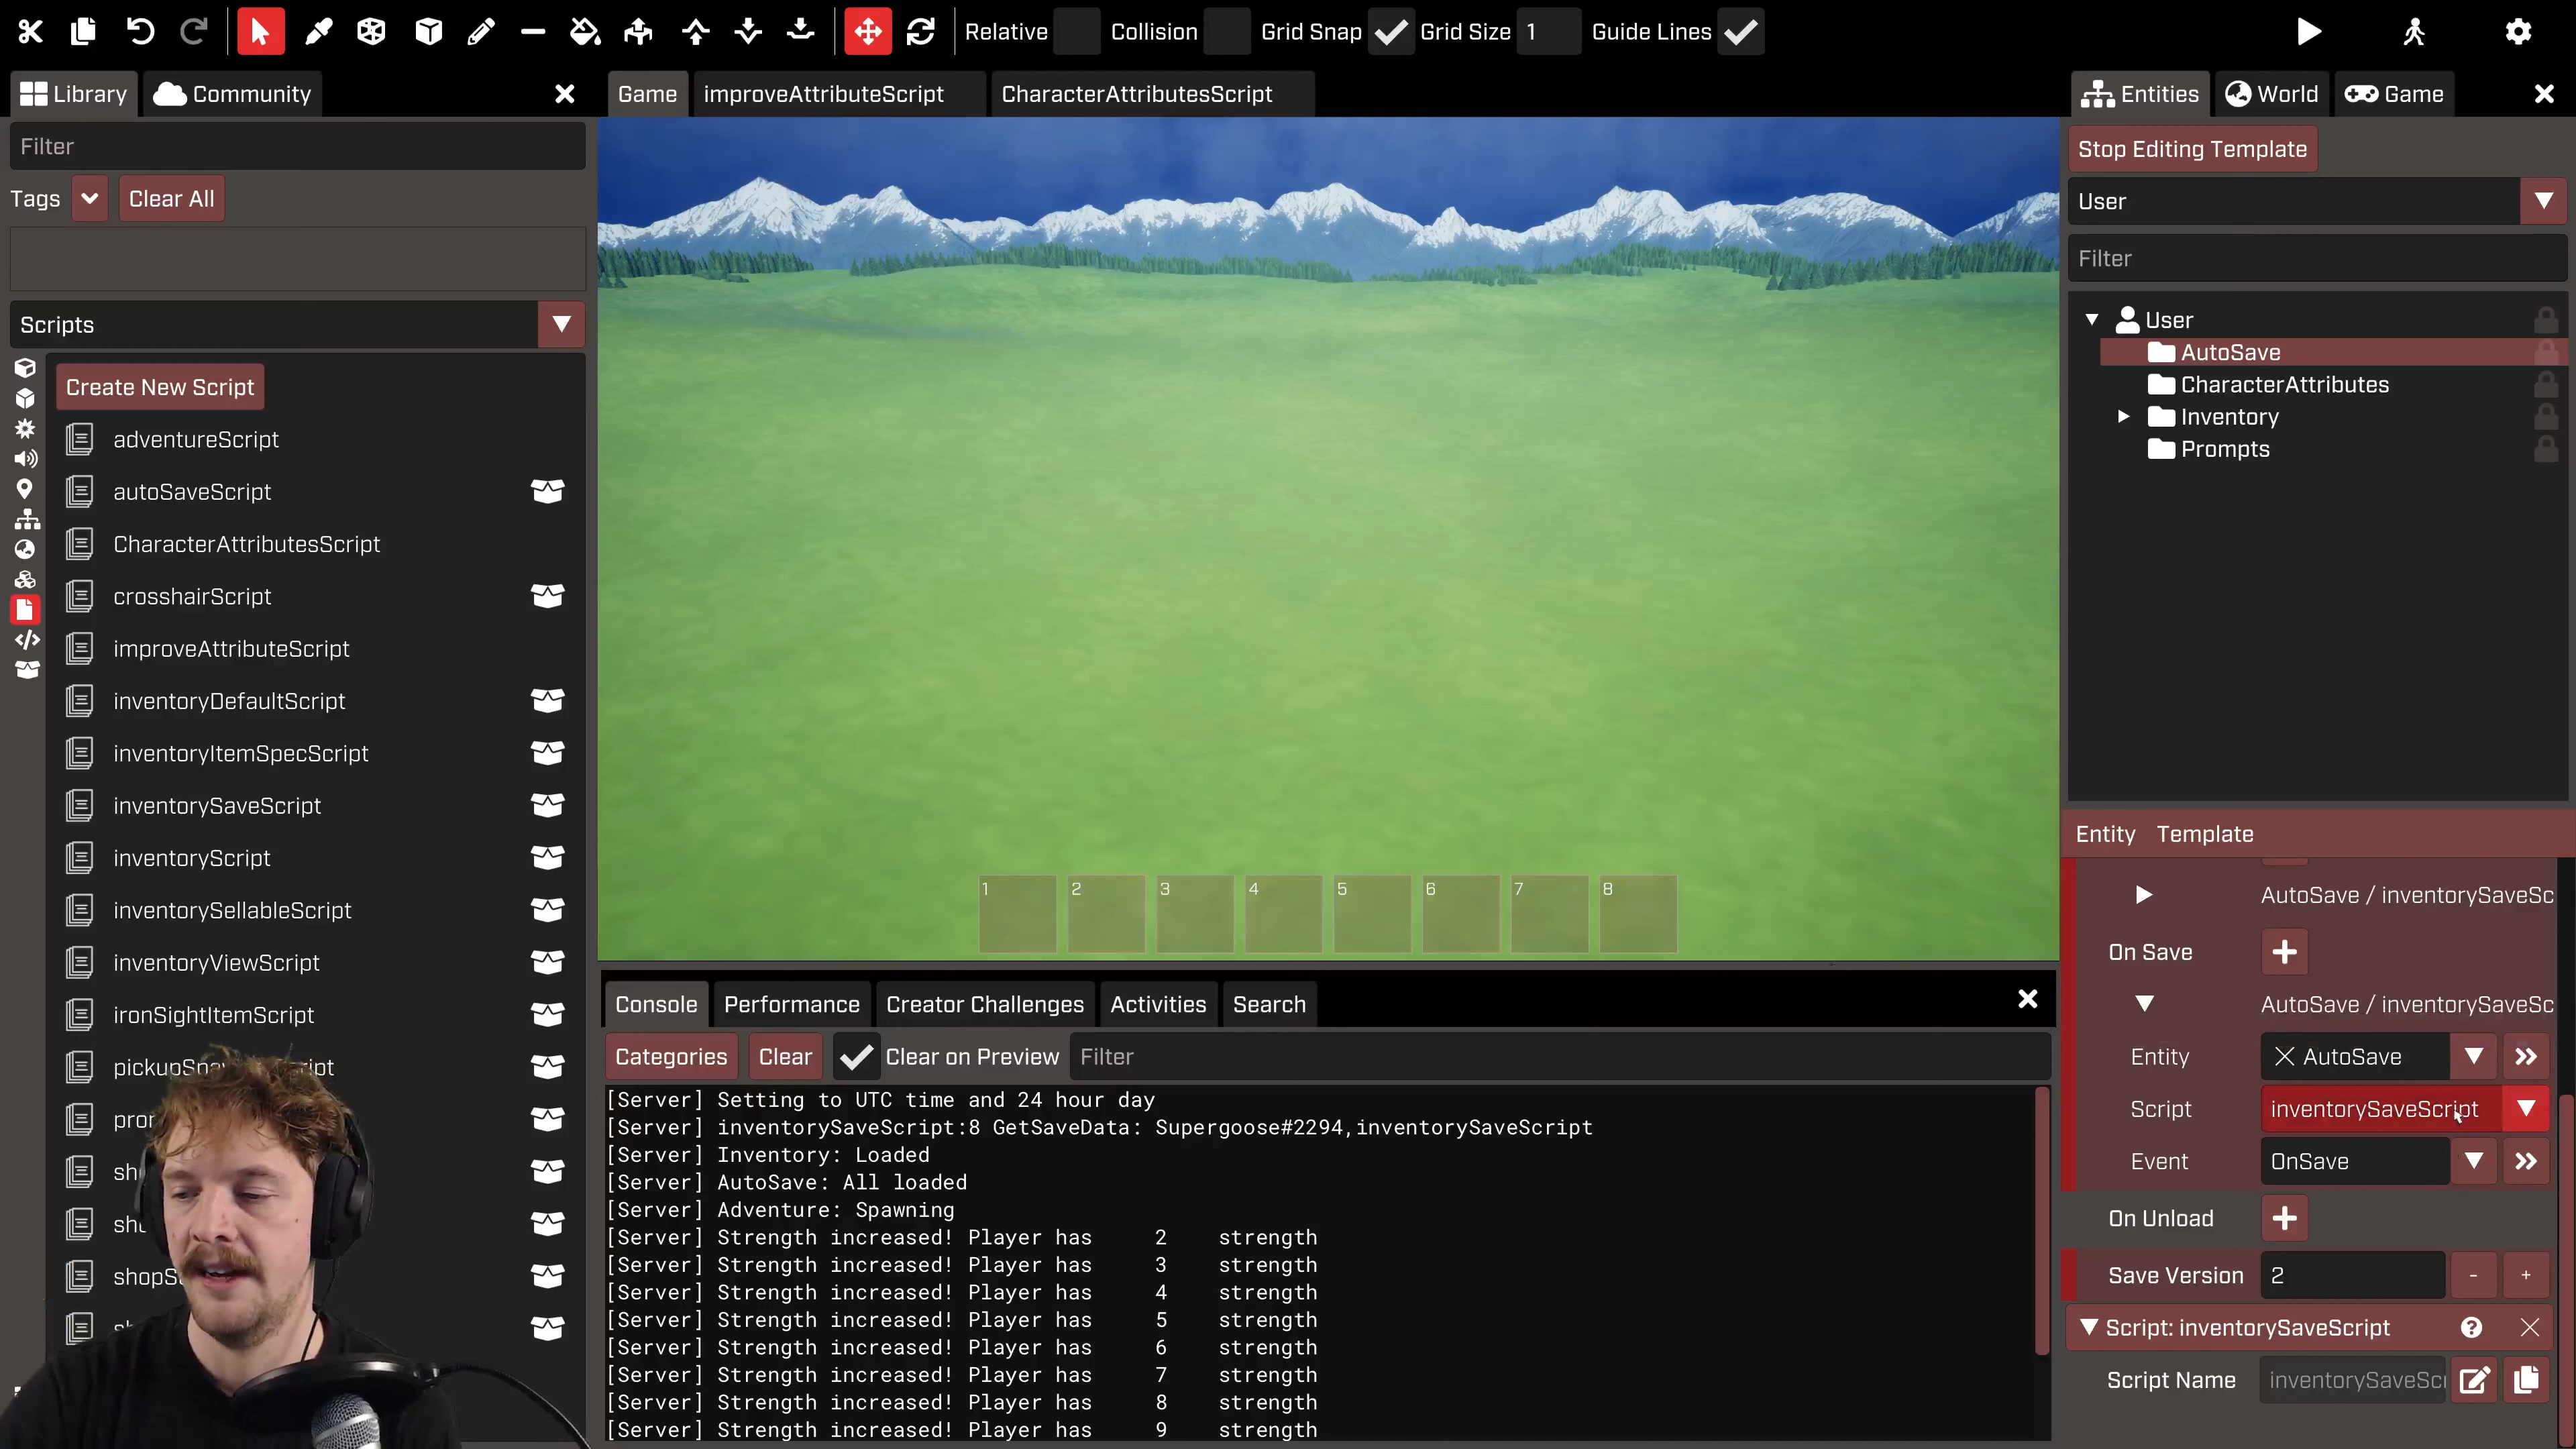 Relative
Collision
Grid Snap
Grid Size
1
Guide Lines
Library
Community
Filter
Tags
Clear All
Scripts
Create New Script
adventureScript
autoSaveScript
CharacterAttributesScript
crosshairScript
improveAttributeScript
inventoryDefaultScript
inventoryItemSpecScript
inventorySaveScript
inventoryScript
inventorySellableScript
inventoryViewScript
ironSightItemScript
Game
improveAttributeScript
CharacterAttributesScript
1
2
3
4
5
6
7
8
Console
Performance
Creator Challenges
Activities
Search
Categories
Clear
Clear on Preview
Filter
[Server] Setting to UTC time and 24 hour day
[Server] inventorySaveScript:8 GetSaveData: Supergoose#2294,inventorySaveScript
[Server] Inventory: Loaded
[Server] AutoSave: All loaded
[Server] Adventure: Spawning
[Server] Strength increased! Player has 2 strength
[Server] Strength increased! Player has 3 strength
[Server] Strength increased! Player has 4 strength
[Server] Strength increased! Player has 5 strength
[Server] Strength increased! Player has 6 strength
[Server] Strength increased! Player has 7 strength
[Server] Strength increased! Player has 8 strength
[Server] Strength increased! Player has 9 strength
Entities
World
Game
Stop Editing Template
User
Filter
User
AutoSave
CharacterAttributes
Inventory
Prompts
Entity
Template
AutoSave / inventorySaveSc
On Save
AutoSave / inventorySaveSc
Entity
AutoSave
Script
inventorySaveScript
Event
OnSave
On Unload
Save Version
2
- +
Script: inventorySaveScript
Script Name
inventorySaveScr